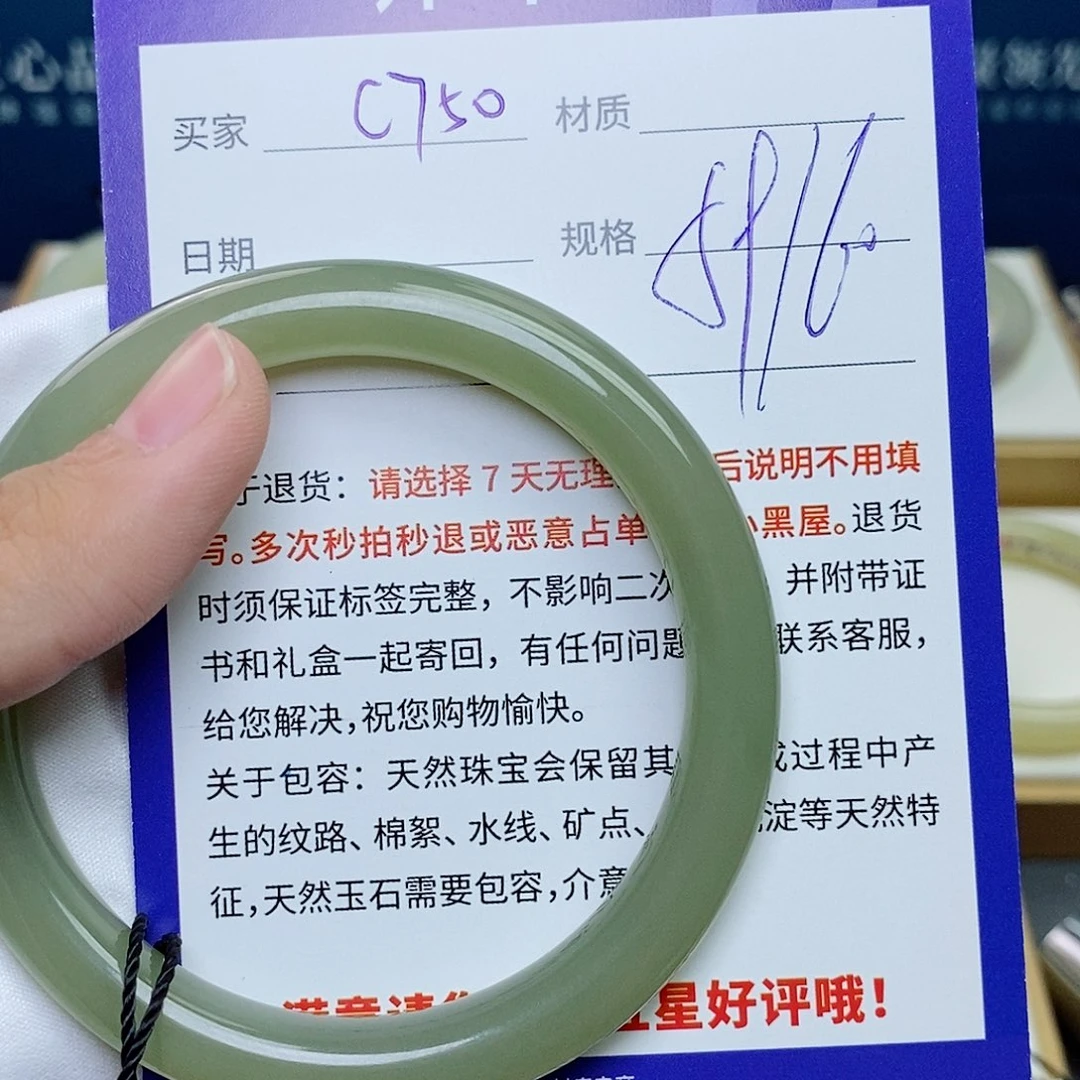 买家 C750 材质
日期 规格
于退货：请选择7天无理 后说明不用填
写。多次秒拍秒退或恶意占单 小黑屋。退货
时须保证标签完整，不影响二次 并附带证
书和礼盒一起寄回，有任何问题 联系客服，
给您解决,祝您购物愉快。
关于包容：天然珠宝会保留其 成过程中产
生的纹路、棉絮、水线、矿点、 沉淀等天然特
征,天然玉石需要包容,介意
满意请 五星好评哦！